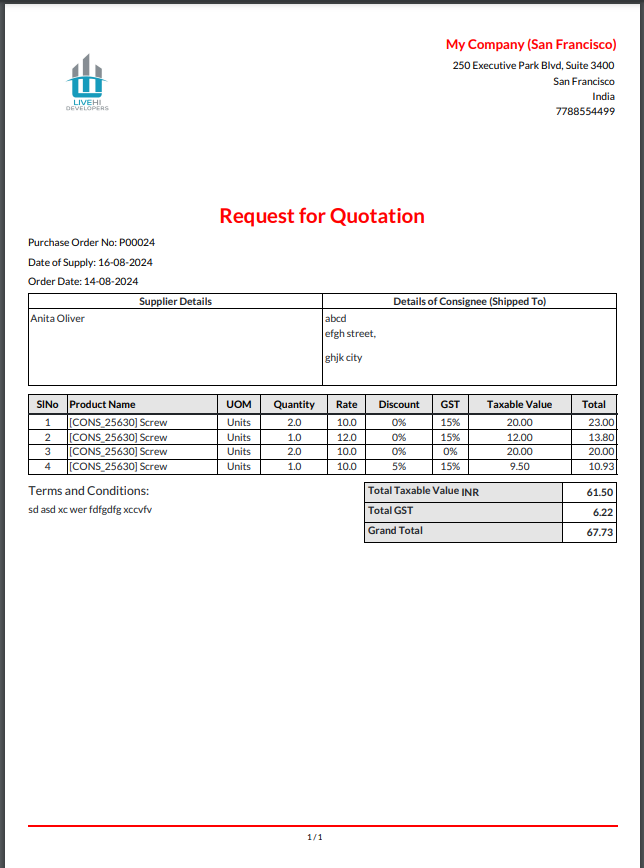 LIVEHI
DEVELOPERS
My Company (San Francisco)
250 Executive Park Blvd, Suite 3400
San Francisco
India
7788554499
Request for Quotation
Purchase Order No: P00024
Date of Supply: 16-08-2024
Order Date: 14-08-2024
Supplier Details Details of Consignee (Shipped To)
Anita Oliver abcd
efgh street,
ghjk city
SlNo Product Name UOM Quantity Rate Discount GST Taxable Value Total
1 [CONS_25630] Screw Units 2.0 10.0 0% 15% 20.00 23.00
2 [CONS_25630] Screw Units 1.0 12.0 0% 15% 12.00 13.80
3 [CONS_25630] Screw Units 2.0 10.0 0% 0% 20.00 20.00
4 [CONS_25630] Screw Units 1.0 10.0 5% 15% 9.50 10.93
Terms and Conditions:
sd asd xc wer fdfgdfg xccvfv
Total Taxable Value INR 61.50
Total GST 6.22
Grand Total 67.73
1 / 1